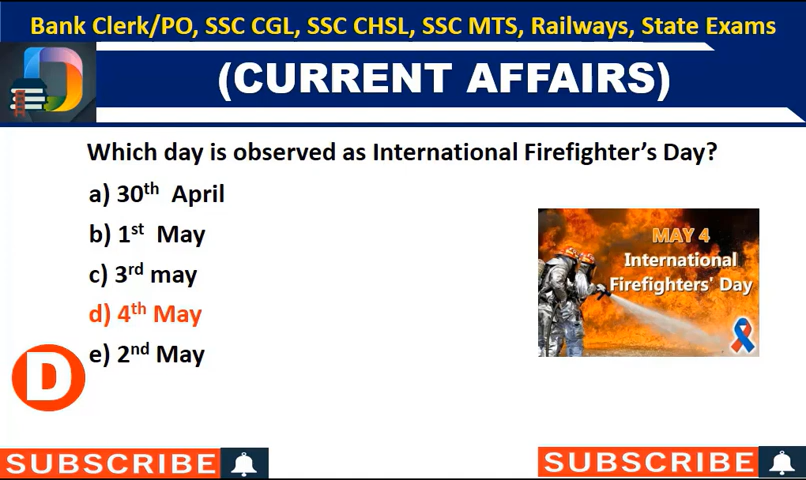 Bank Clerk/PO, SSC CGL, SSC CHSL, SSC MTS, Railways, State Exams
(CURRENT AFFAIRS)
Which day is observed as International Firefighter’s Day?
a) 30th April
b) 1st May
c) 3rd may
d) 4th May
e) 2nd May
MAY 4
International
Firefighters' Day
D
SUBSCRIBE
SUBSCRIBE